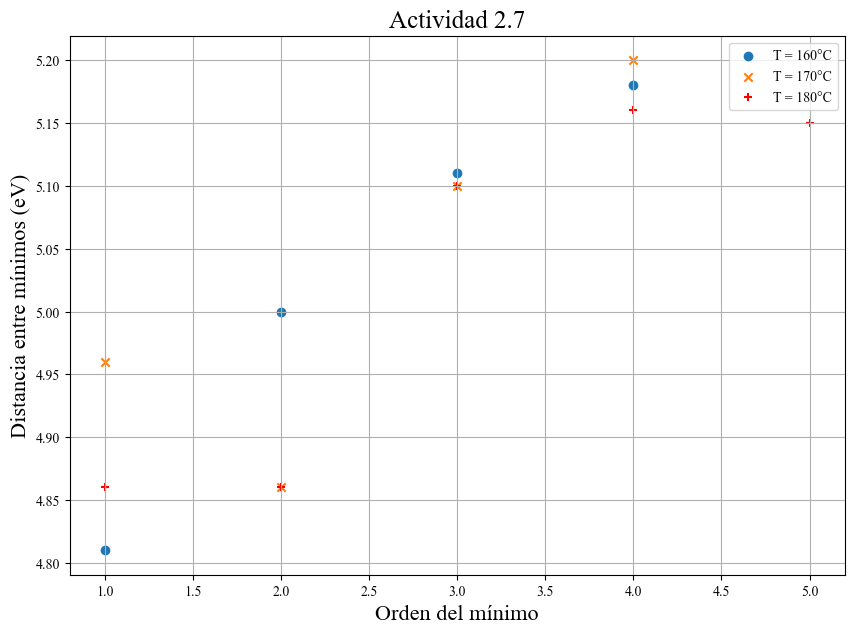 Actividad 2.7
T = 160°C
T = 170°C
T = 180°C
Distancia entre mínimos (eV)
5.20
5.15
5.10
5.05
5.00
4.95
4.90
4.85
4.80
1.0 1.5 2.0 2.5 3.0 3.5 4.0 4.5 5.0
Orden del mínimo